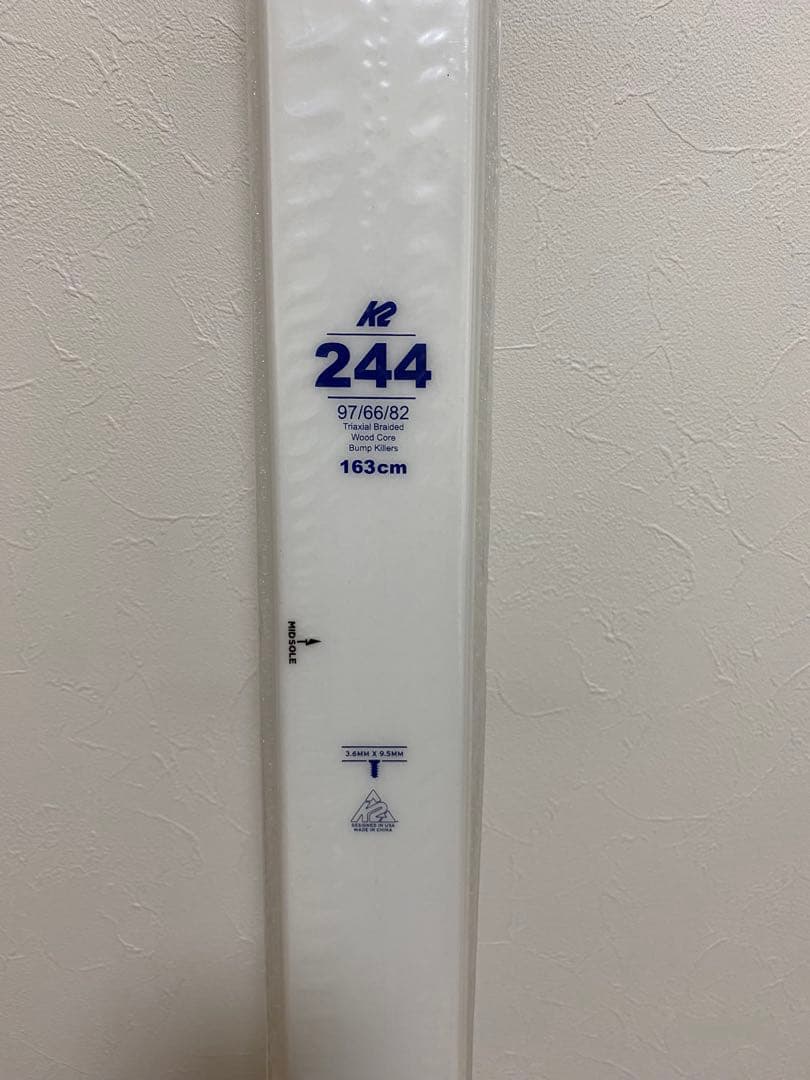 K2
244
97/66/82
Triaxial Braided
Wood Core
Bump Killers
163cm
MIDSOLE
3.6MM X 9.5MM
K2
DESIGNED IN USA
MADE IN CHINA